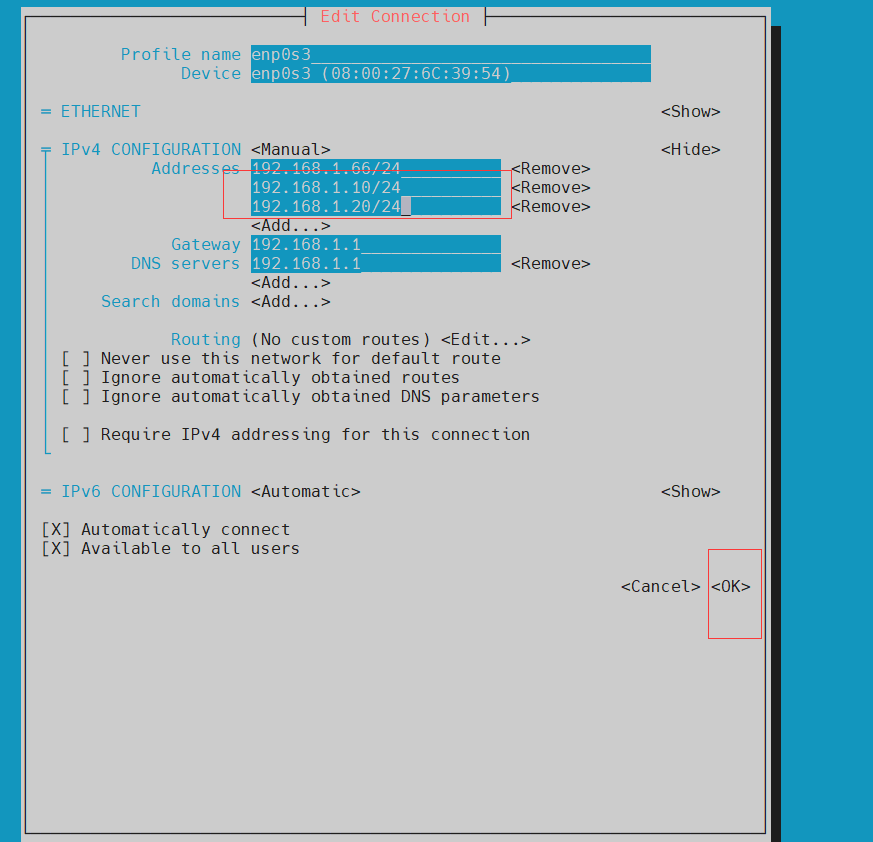 Edit Connection
Profile name enp0s3
Device enp0s3 (08:00:27:6C:39:54)
= ETHERNET <Show>
IPv4 CONFIGURATION <Manual> <Hide>
Addresses 192.168.1.66/24 <Remove>
192.168.1.10/24 <Remove>
192.168.1.20/24 <Remove>
<Add...>
Gateway 192.168.1.1
DNS servers 192.168.1.1 <Remove>
<Add...>
Search domains <Add...>
Routing (No custom routes) <Edit...>
[ ] Never use this network for default route
[ ] Ignore automatically obtained routes
[ ] Ignore automatically obtained DNS parameters
[ ] Require IPv4 addressing for this connection
= IPv6 CONFIGURATION <Automatic> <Show>
[X] Automatically connect
[X] Available to all users
<Cancel> <OK>